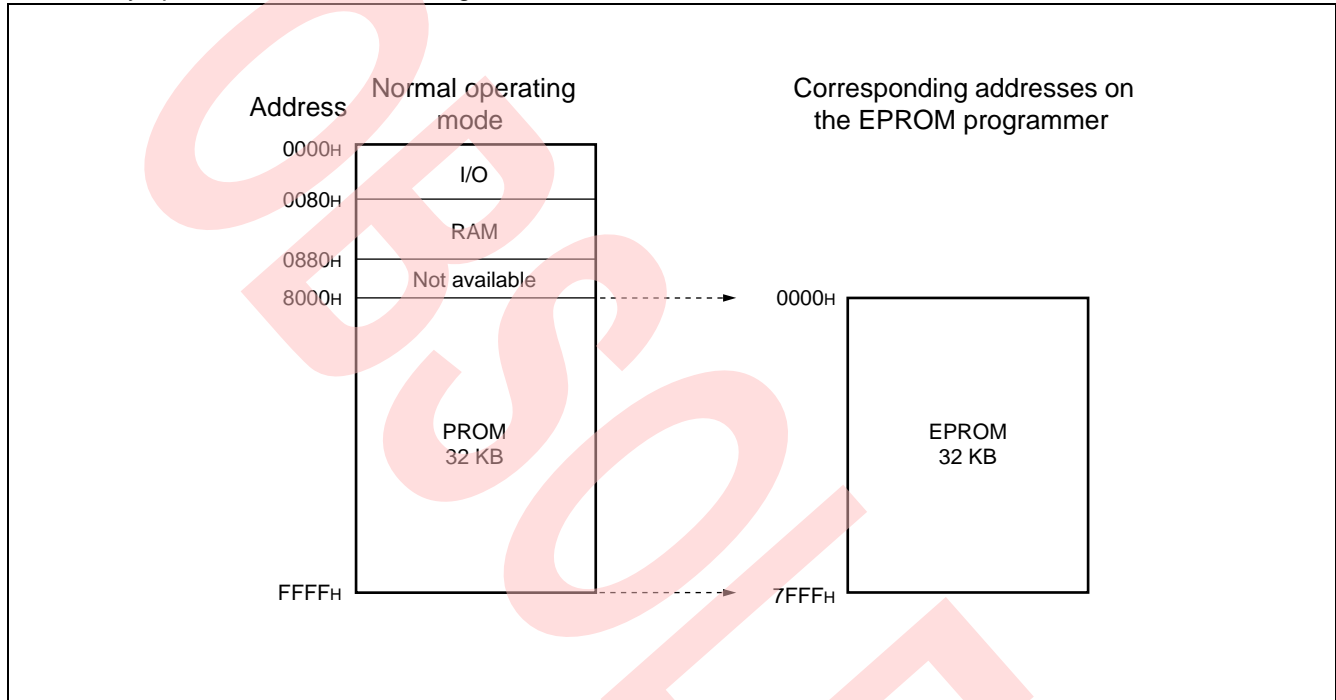 Address
Normal operating
mode
Corresponding addresses on
the EPROM programmer
0000H
I/O
0080H
RAM
0880H
Not available
8000H
0000H
PROM
32 KB
EPROM
32 KB
FFFFH
7FFFH
OBSOLE